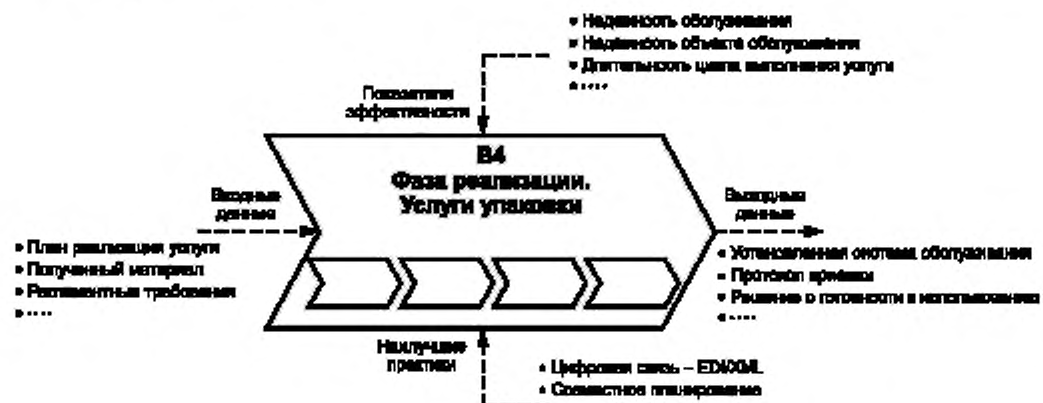 • Надежность обслуживания
• Надежность объекта обслуживания
• Длительность цикла выполнения услуги
• ····
Показатели
эффективности
B4
Фаза реализации.
Услуги упаковки
Входные
данные
Выходные
данные
• План реализации услуги
• Полученный материал
• Регламентные требования
• ····
• Установленная система обслуживания
• Протокол приемки
• Решение о готовности к использованию
• ····
Наилучшие
практики
• Цифровая связь – EDI/XML
• Совместное планирование